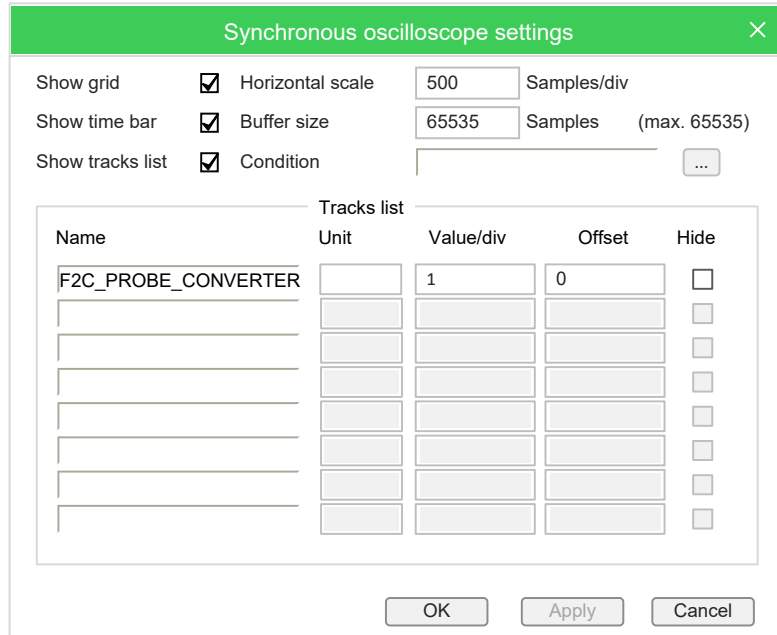 Synchronous oscilloscope settings
Show grid Horizontal scale 500 Samples/div
Show time bar Buffer size 65535 Samples (max. 65535)
Show tracks list Condition ...
Tracks list
Name Unit Value/div Offset Hide
F2C_PROBE_CONVERTER 1 0
OK Apply Cancel